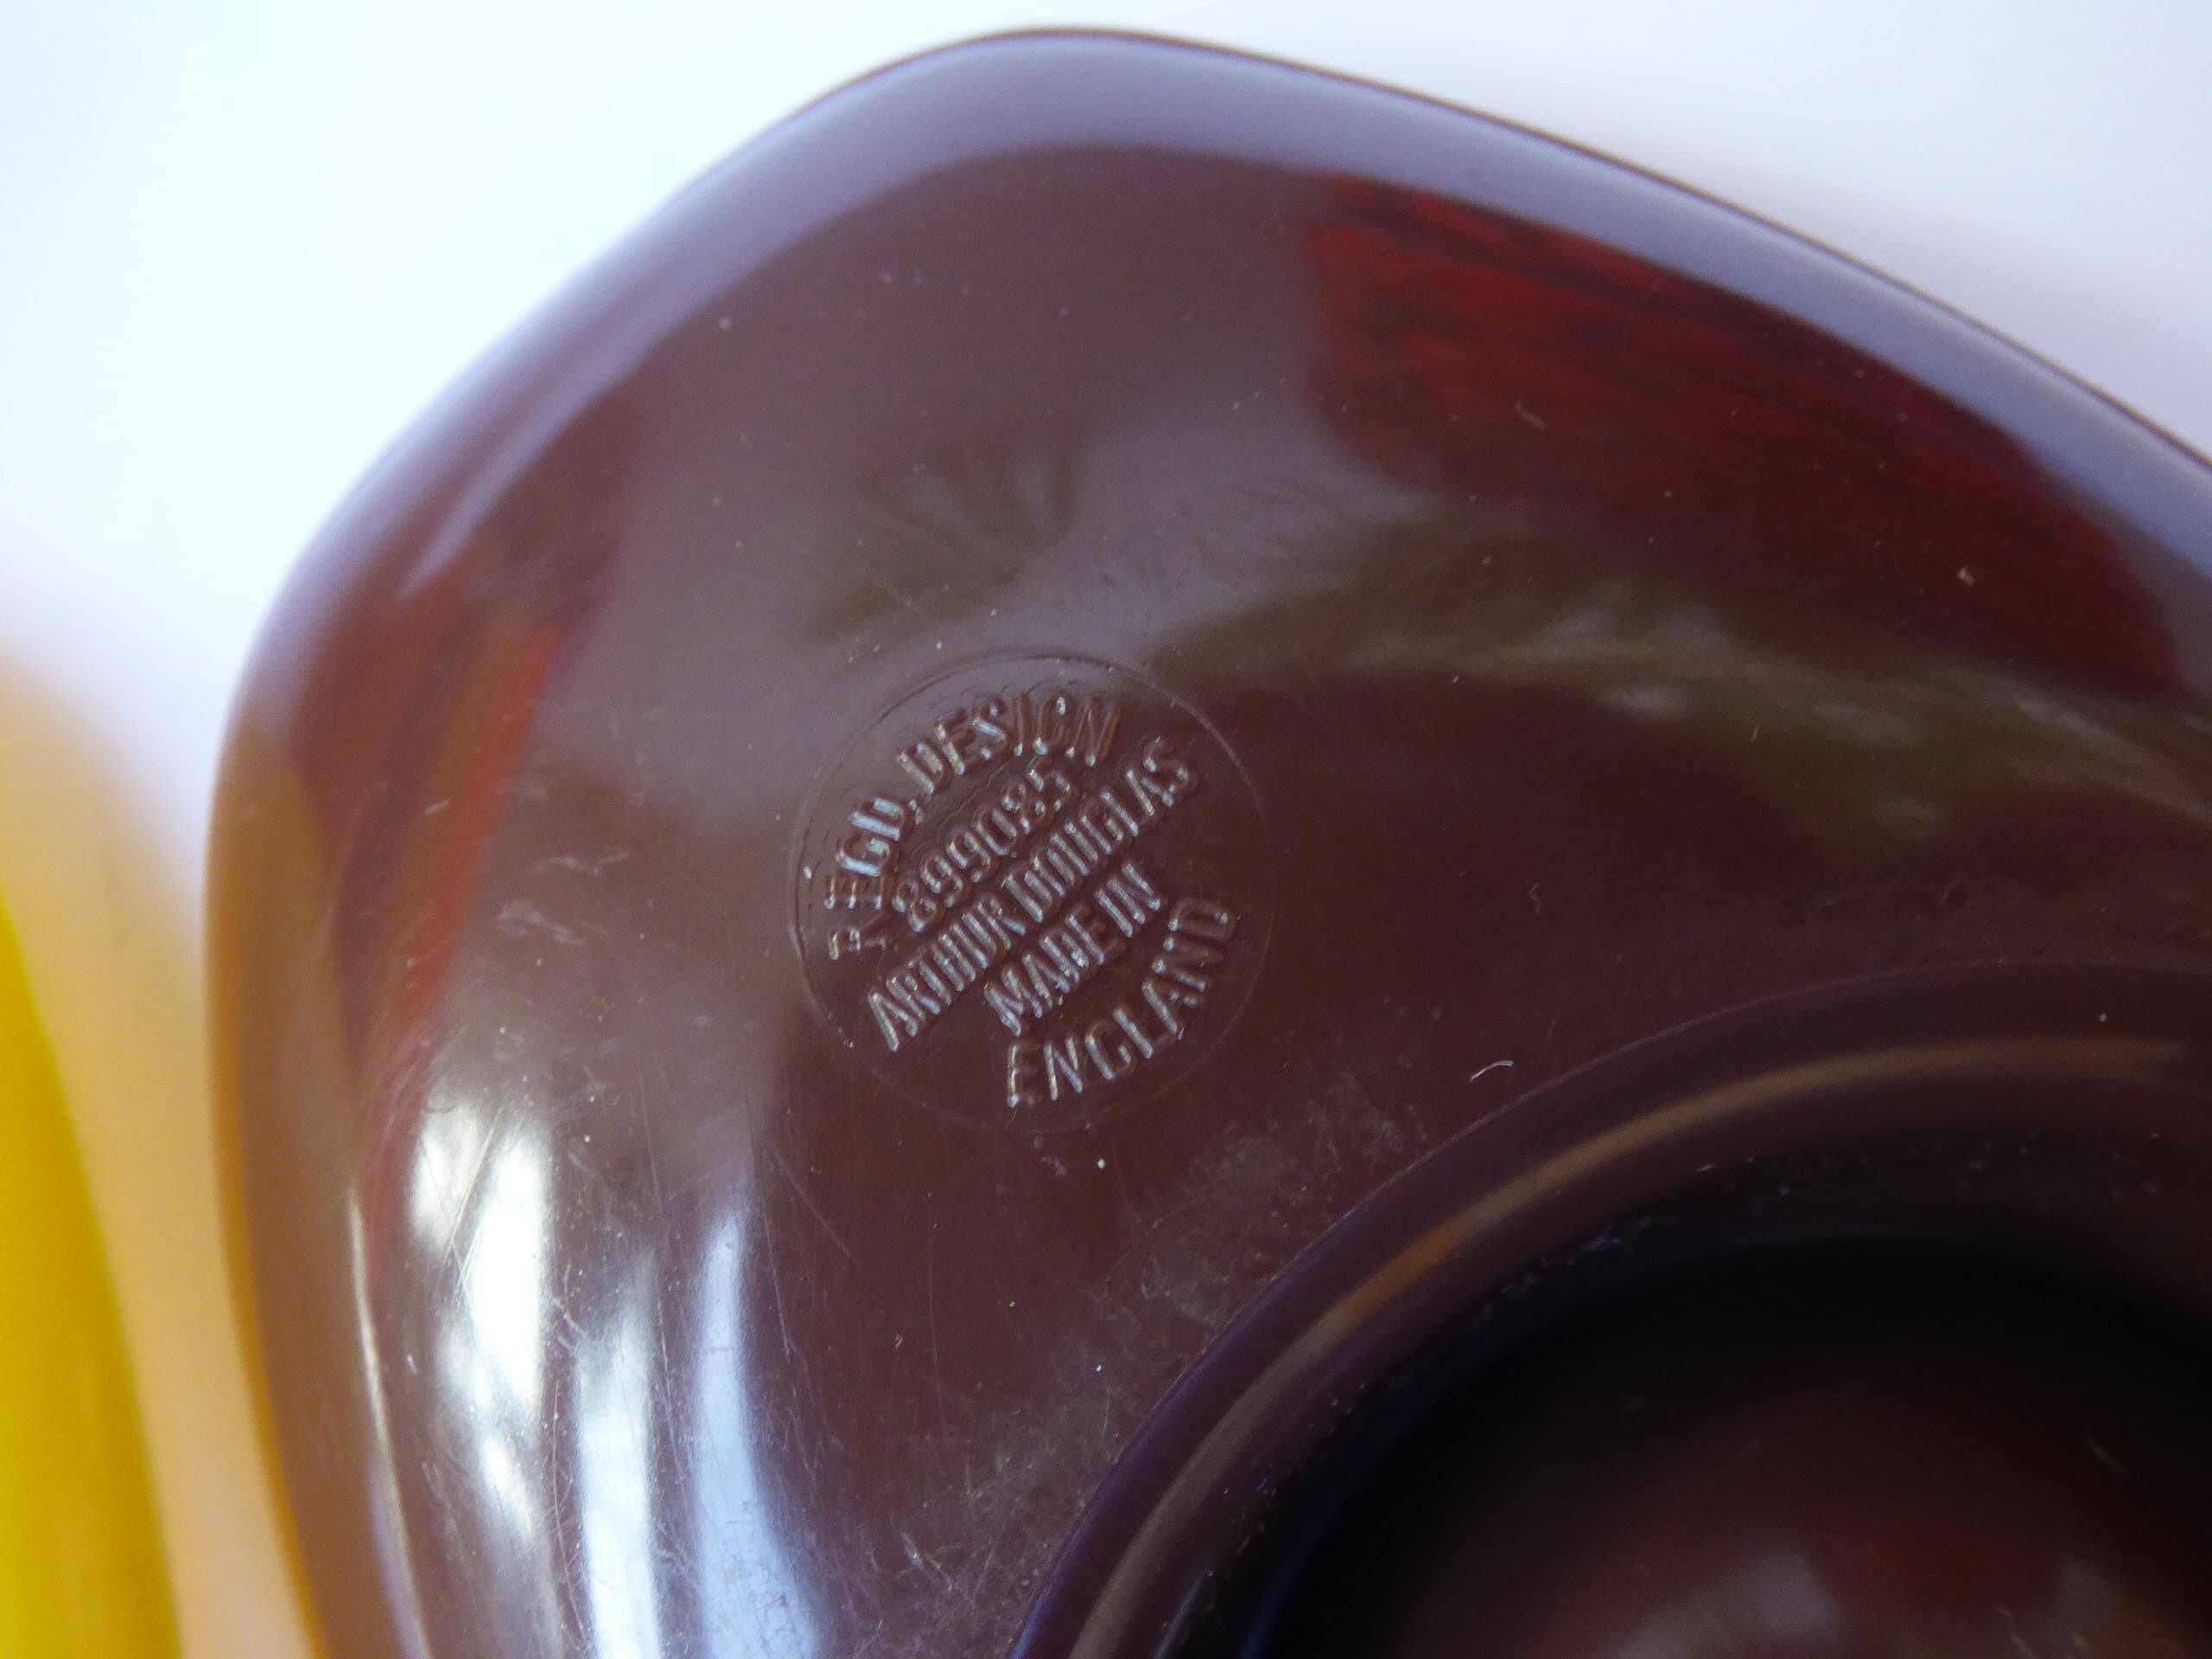 REGD. DESIGN
899085
ARTHUR DOUGLAS
MADE IN
ENGLAND